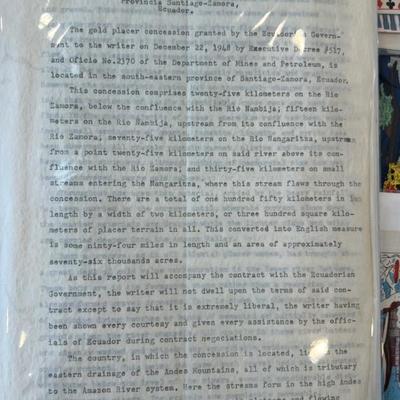 Provincia Santiago-Zamora,
Ecuador.
The gold placer concession granted by the Ecuadoria Govern-
ment to the writer on December 22, 1948 by Executive Decree #517,
and Oficio No.2370 of the Department of Mines and Petroleum, is
located in the south-eastern province of Santiago-Zamora, Ecuador.
This concession comprises twenty-five kilometers on the Rio
Zamora, below the confluence with the Rio Nambija; fifteen kilo-
meters on the Rio Nambija, upstream from its confluence with the
Rio Zamora; seventy-five kilometers on the Rio Nangaritza, upstream
from a point twenty-five kilometers on said river above its con-
fluence with the Rio Zamora; and thirty-five kilometers on small
streams entering the Nangaritza, where this stream flows through the
concession. There are a total of one hundred fifty kilometers in
length by a width of two kilometers, or three hundred square kilo-
meters of placer terrain in all. This converted into English measure
is some ninety-four miles in length and an area of approximately
seventy-six thousand acres.
As this report will accompany the contract with the Ecuadorian
Government, the writer will not dwell upon the terms of said con-
tract except to say that it is extremely liberal, the writer having
been shown every courtesy and given every assistance by the offic-
ials of Ecuador during contract negotiations.
The country, in which the concession is located, lies in the
eastern drainage of the Andes Mountains, all of which is tributary
to the Amazon River system. Here the streams form in the high Andes
and flowing